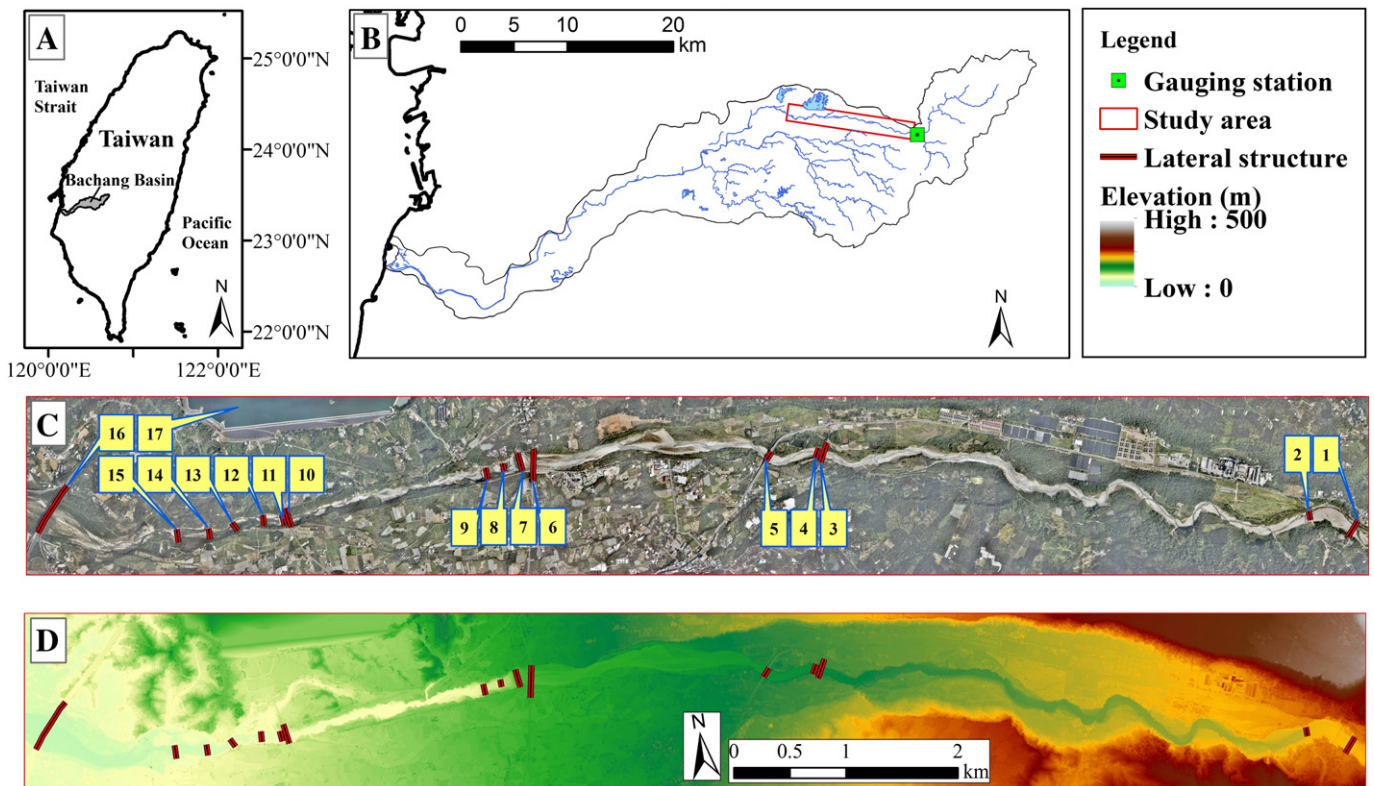 A
Taiwan
Strait
Taiwan
Bachang Basin
Pacific
Ocean
N
25°0'0"N
24°0'0"N
23°0'0"N
22°0'0"N
120°0'0"E
122°0'0"E
B
0 5 10 20
km
N
Legend
Gauging station
Study area
Lateral structure
Elevation (m)
High : 500
Low : 0
C
16 17
15 14 13 12 11 10
9 8 7 6
5 4 3
2 1
D
N
0 0.5 1 2
km